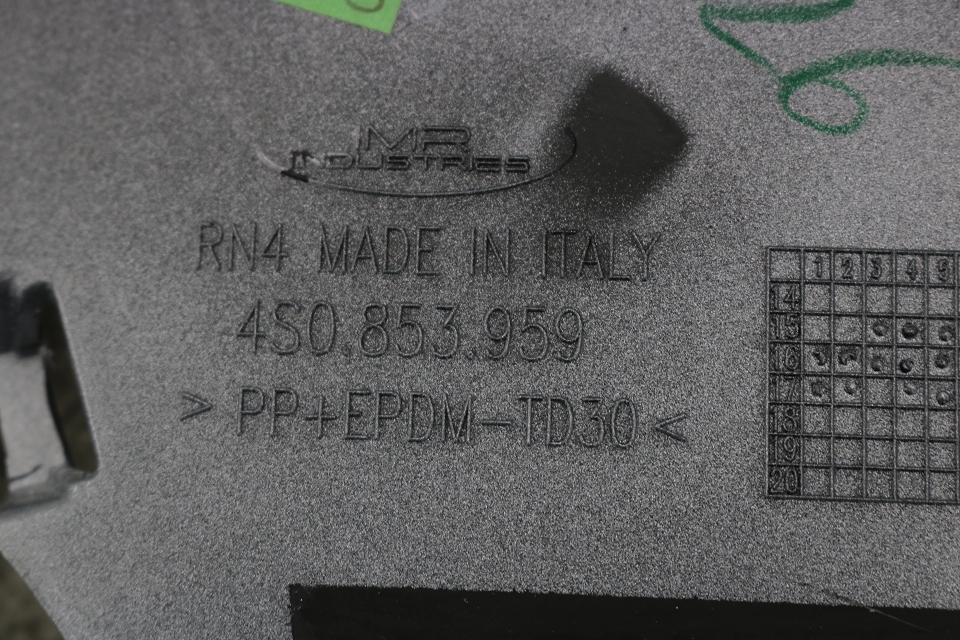 IMR
INDUSTRIES
RN4 MADE IN ITALY
4S0.853.959
> PP+EPDM-TD30 <
1 2 3 4 5
14
15
16
17
18
19
20